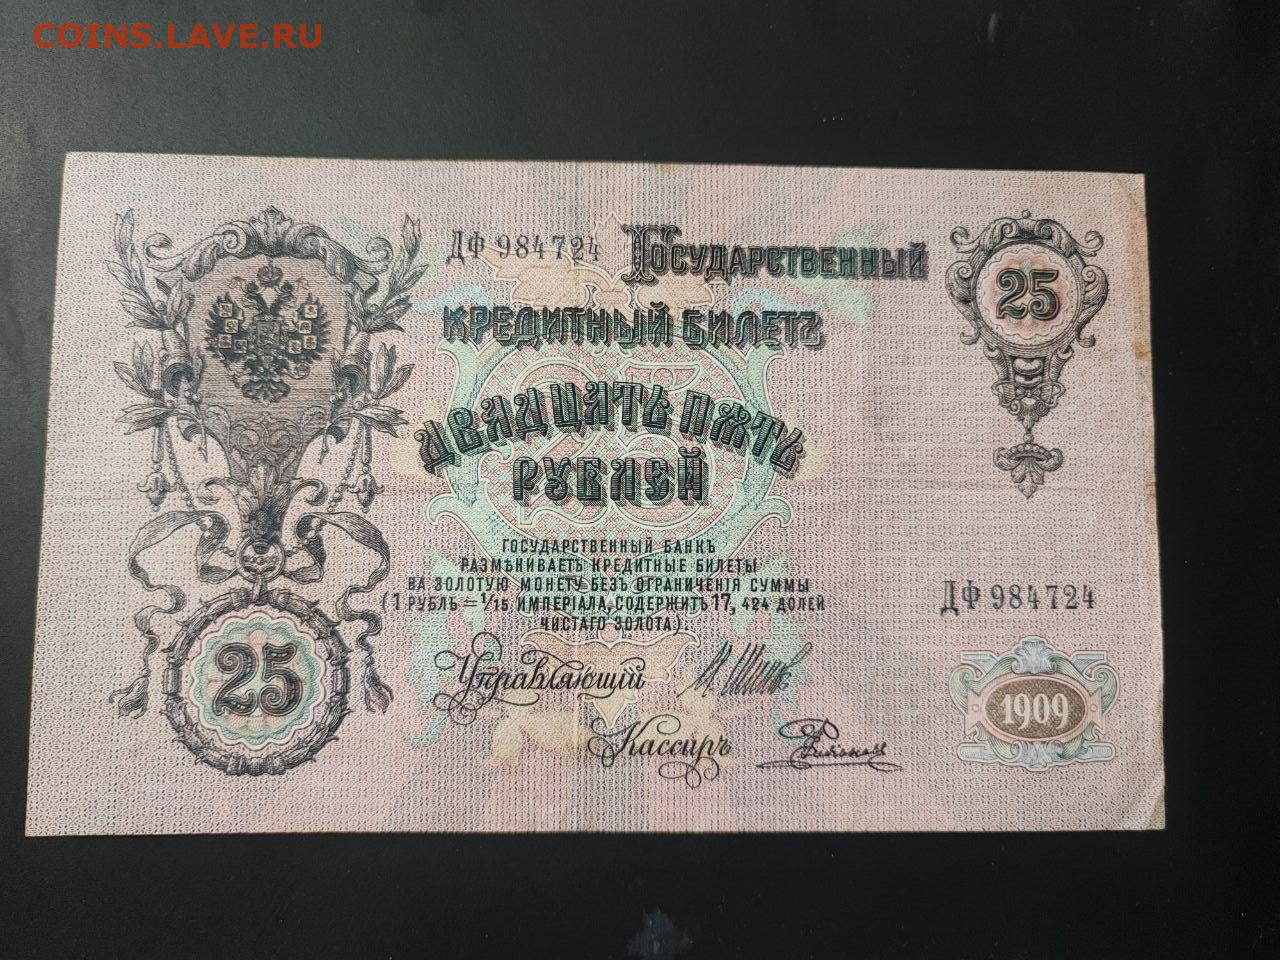 COINS.LAVE.RU
ДФ 984724 Государственный
Кредитный Билетъ
25
Двадцать Пять
Рублей
Государственный Банкъ
размѣниваетъ кредитные билеты
на золотую монету безъ ограниченія суммы
(1 рубль = 1/15 имперіала, содержитъ 17,424 долей
чистаго золота).
ДФ 984724
Управляющій
25
1909
Кассиръ